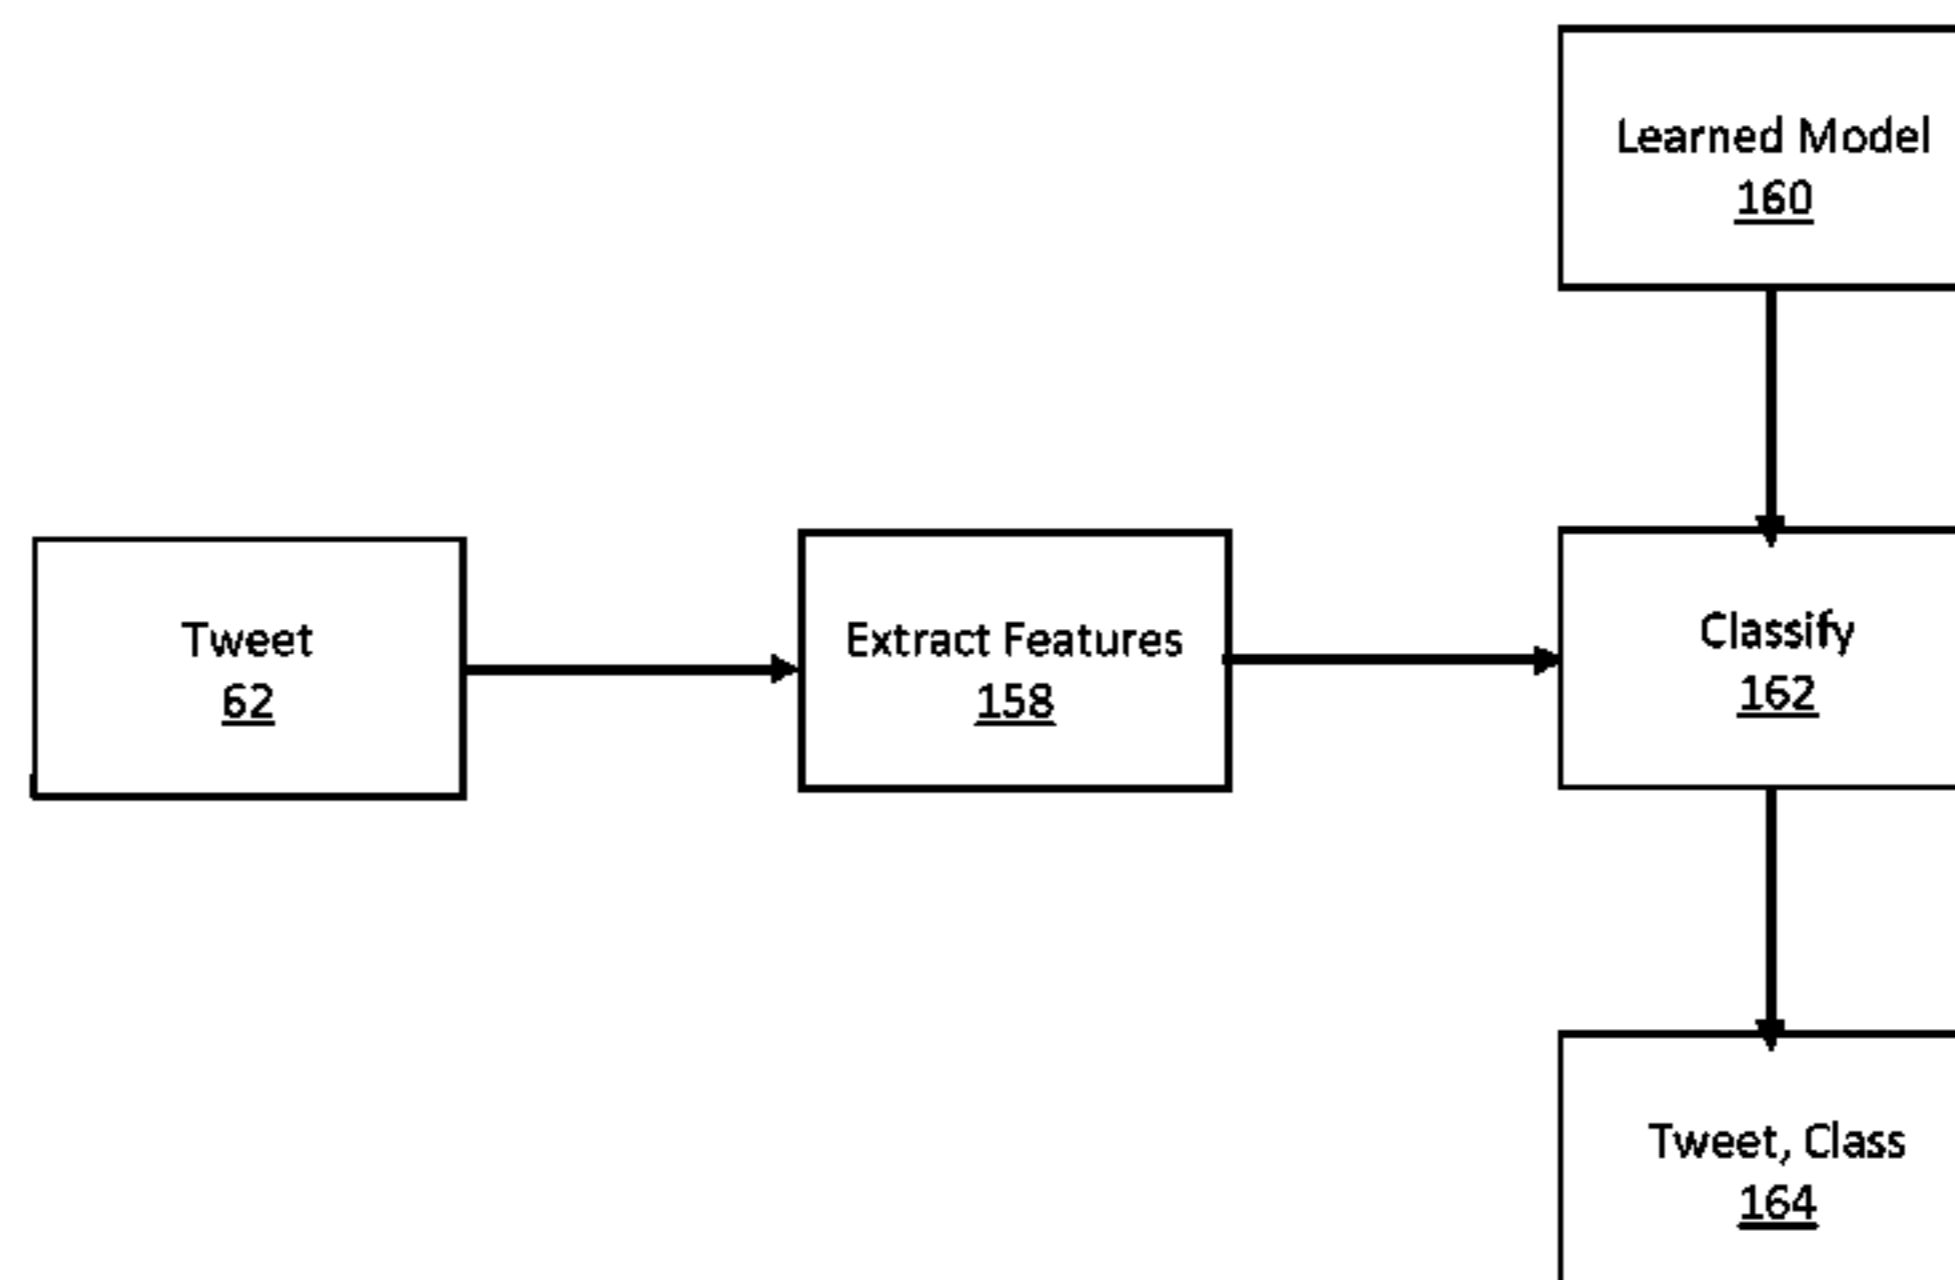 Learned Model
160
Tweet
62
Extract Features
158
Classify
162
Tweet, Class
164